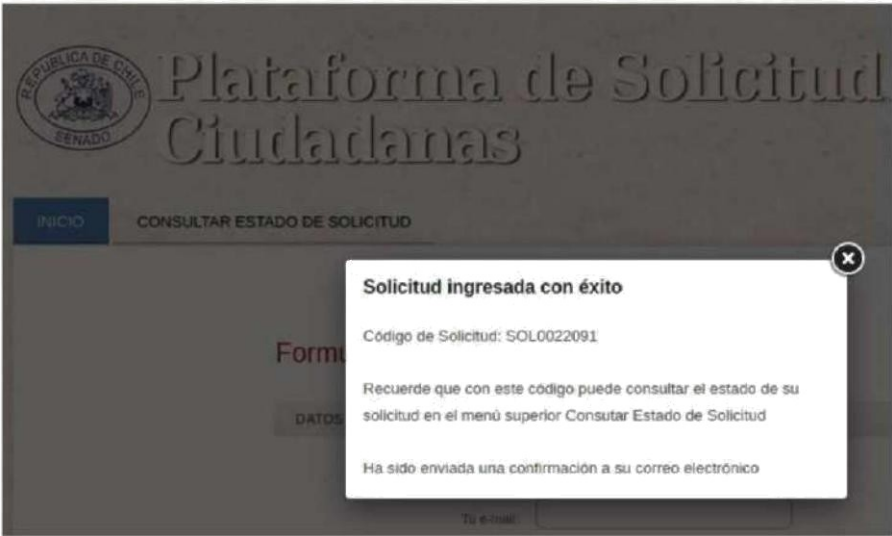 REPUBLICA DE CHILE
SENADO
Plataforma de Solicitud
Ciudadanas
INICIO
CONSULTAR ESTADO DE SOLICITUD
Solicitud ingresada con éxito
Código de Solicitud: SOL0022091
Formu
Recuerde que con este código puede consultar el estado de su
DATOS
solicitud en el menú superior Consutar Estado de Solicitud
Ha sido enviada una confirmación a su correo electrónico
Tu e-mail: